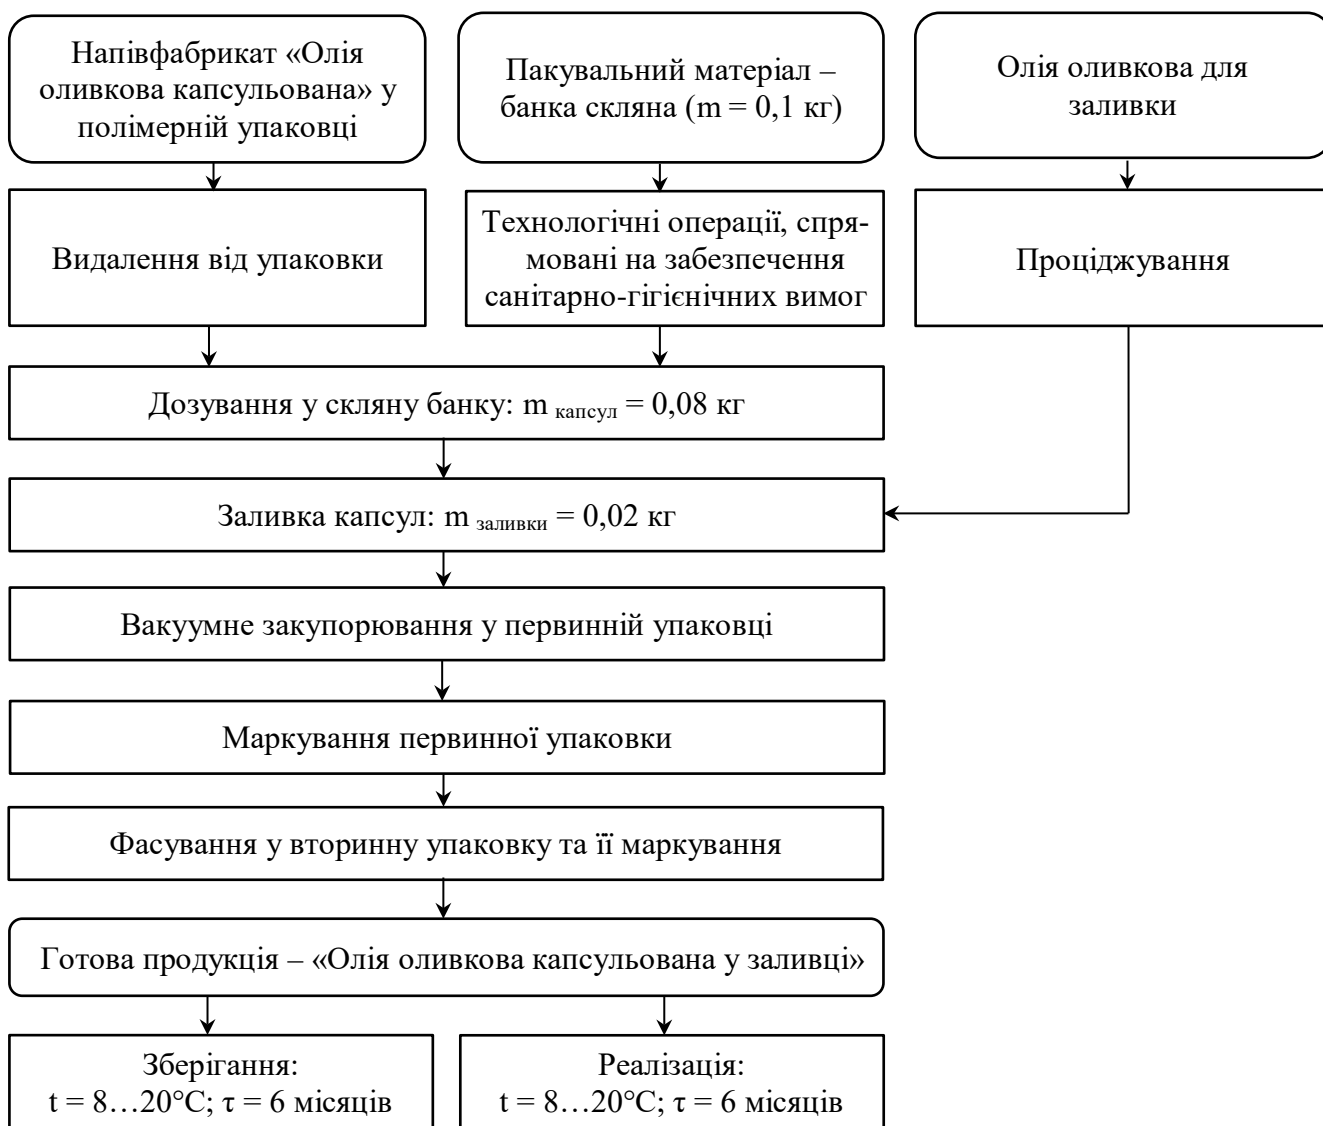 Напівфабрикат «Олія
оливкова капсульована» у
полімерній упаковці
Пакувальний матеріал –
банка скляна (m = 0,1 кг)
Олія оливкова для
заливки
Видалення від упаковки
Технологічні операції, спря-
мовані на забезпечення
санітарно-гігієнічних вимог
Проціджування
Дозування у скляну банку: m капсул = 0,08 кг
Заливка капсул: m заливки = 0,02 кг
Вакуумне закупорювання у первинній упаковці
Маркування первинної упаковки
Фасування у вторинну упаковку та її маркування
Готова продукція – «Олія оливкова капсульована у заливці»
Зберігання:
t = 8…20°C; τ = 6 місяців
Реалізація:
t = 8…20°C; τ = 6 місяців